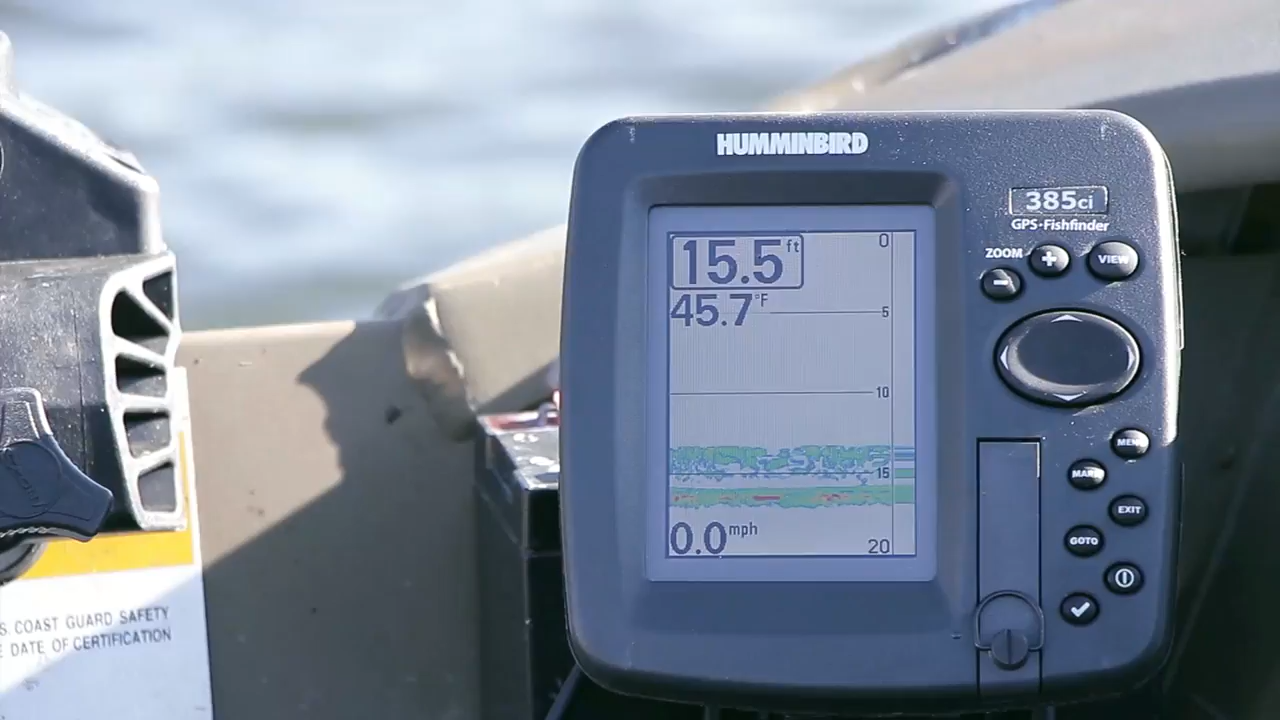 HUMMINBIRD
385ci
GPS·Fishfinder
ZOOM + VIEW
-
15.5 ft
45.7 °F
0
5
10
15
20
0.0 mph
MENU
MARK
EXIT
GOTO
S. COAST GUARD SAFETY
DATE OF CERTIFICATION